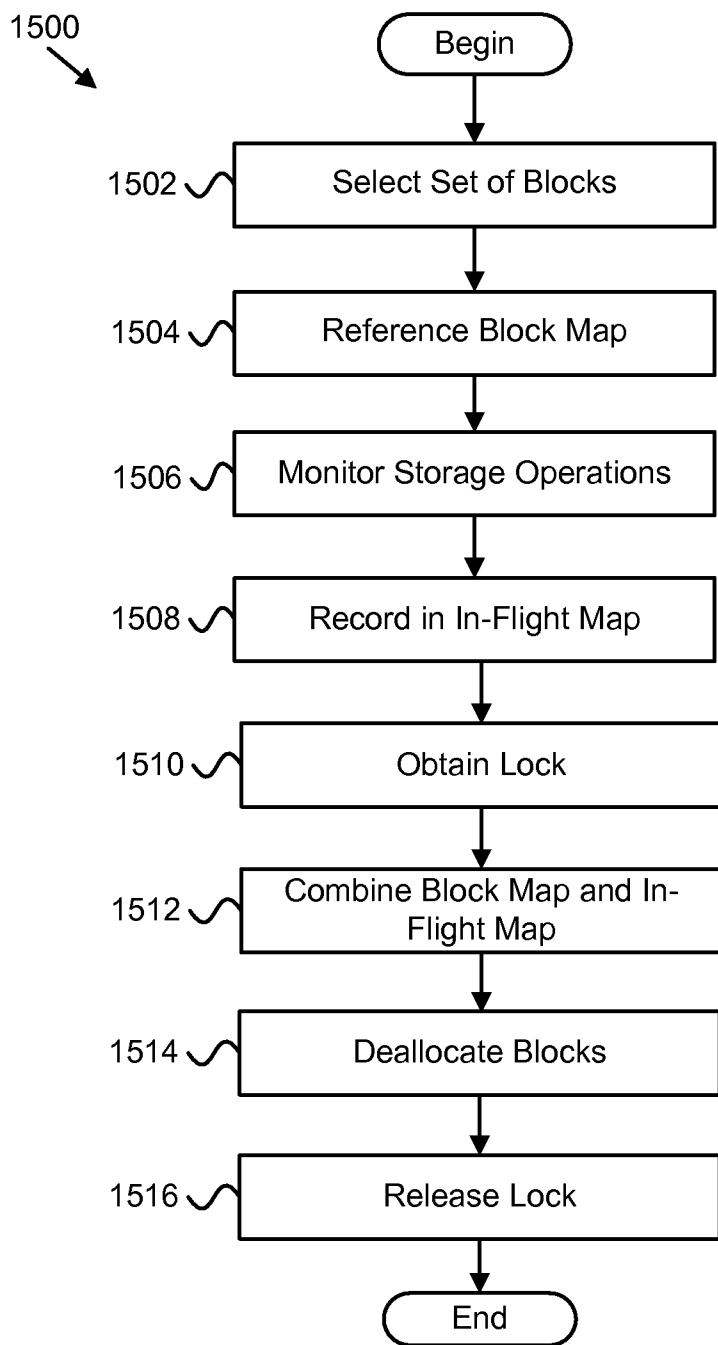 1500
Begin
1502
Select Set of Blocks
1504
Reference Block Map
1506
Monitor Storage Operations
1508
Record in In-Flight Map
1510
Obtain Lock
1512
Combine Block Map and In-
Flight Map
1514
Deallocate Blocks
1516
Release Lock
End